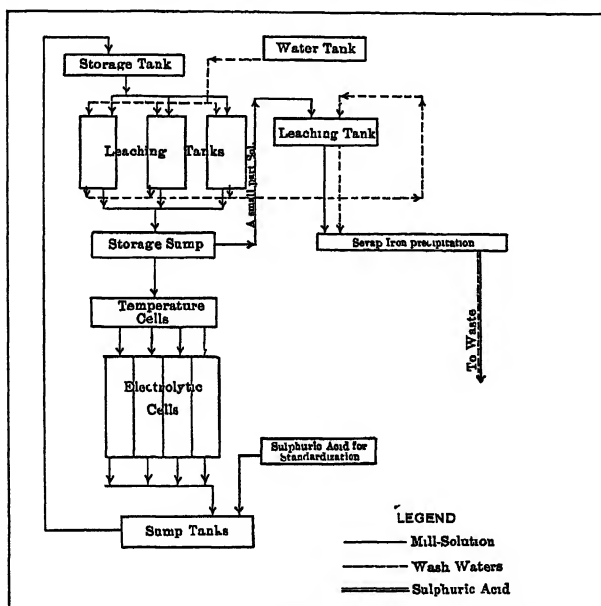 Water Tank
Storage Tank
Leaching Tanks
Leaching Tank
A small part Sol.
Storage Sump
Scrap Iron precipitation
Temperature
Cells
To Waste
Electrolytic
Cells
Sulphuric Acid for
Standardization
Sump Tanks
LEGEND
Mill-Solution
Wash Waters
Sulphuric Acid